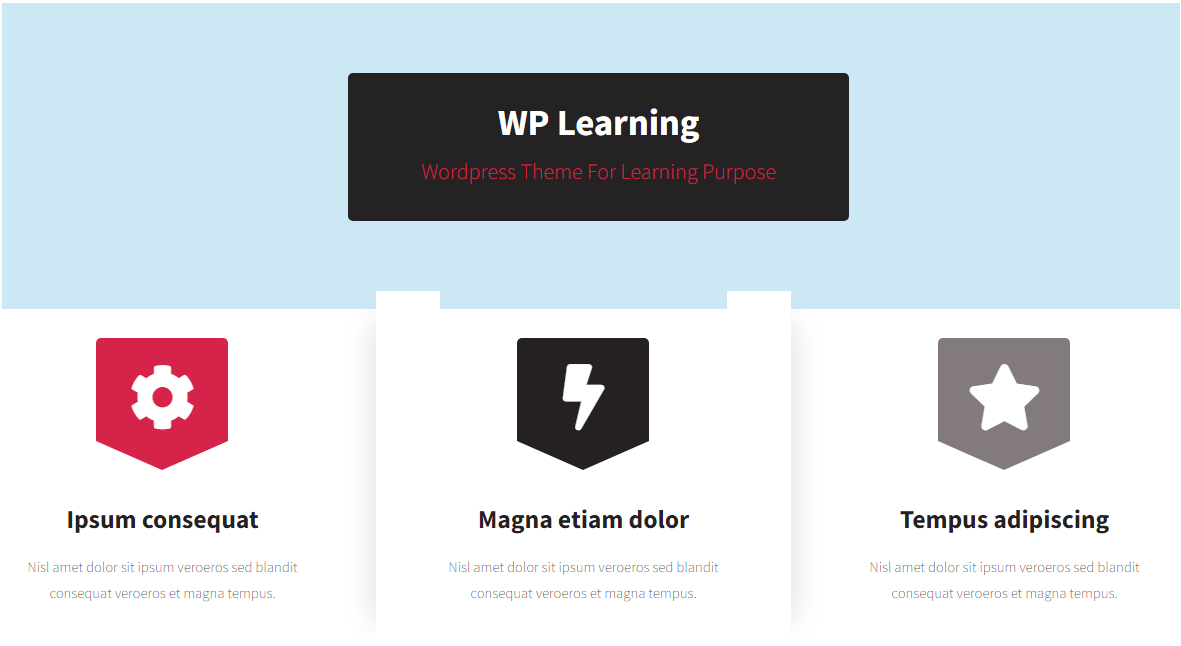 WP Learning
Wordpress Theme For Learning Purpose
Ipsum consequat
Nisl amet dolor sit ipsum veroeros sed blandit
consequat veroeros et magna tempus.
Magna etiam dolor
Nisl amet dolor sit ipsum veroeros sed blandit
consequat veroeros et magna tempus.
Tempus adipiscing
Nisl amet dolor sit ipsum veroeros sed blandit
consequat veroeros et magna tempus.